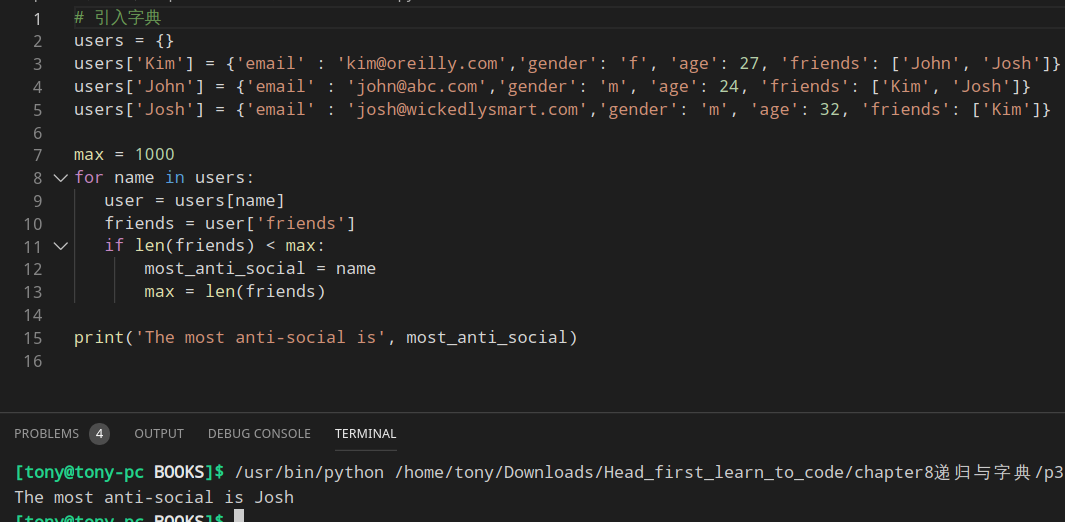 1 # 引入字典
2 users = {}
3 users['Kim'] = {'email' : 'kim@oreilly.com','gender': 'f', 'age': 27, 'friends': ['John', 'Josh']}
4 users['John'] = {'email' : 'john@abc.com','gender': 'm', 'age': 24, 'friends': ['Kim', 'Josh']}
5 users['Josh'] = {'email' : 'josh@wickedlysmart.com','gender': 'm', 'age': 32, 'friends': ['Kim']}
6
7 max = 1000
8 for name in users:
9 user = users[name]
10 friends = user['friends']
11 if len(friends) < max:
12 most_anti_social = name
13 max = len(friends)
14
15 print('The most anti-social is', most_anti_social)
16
PROBLEMS 4 OUTPUT DEBUG CONSOLE TERMINAL
[tony@tony-pc BOOKS]$ /usr/bin/python /home/tony/Downloads/Head_first_learn_to_code/chapter8递归与字典/p3
The most anti-social is Josh
[tony@tony-pc BOOKS]$